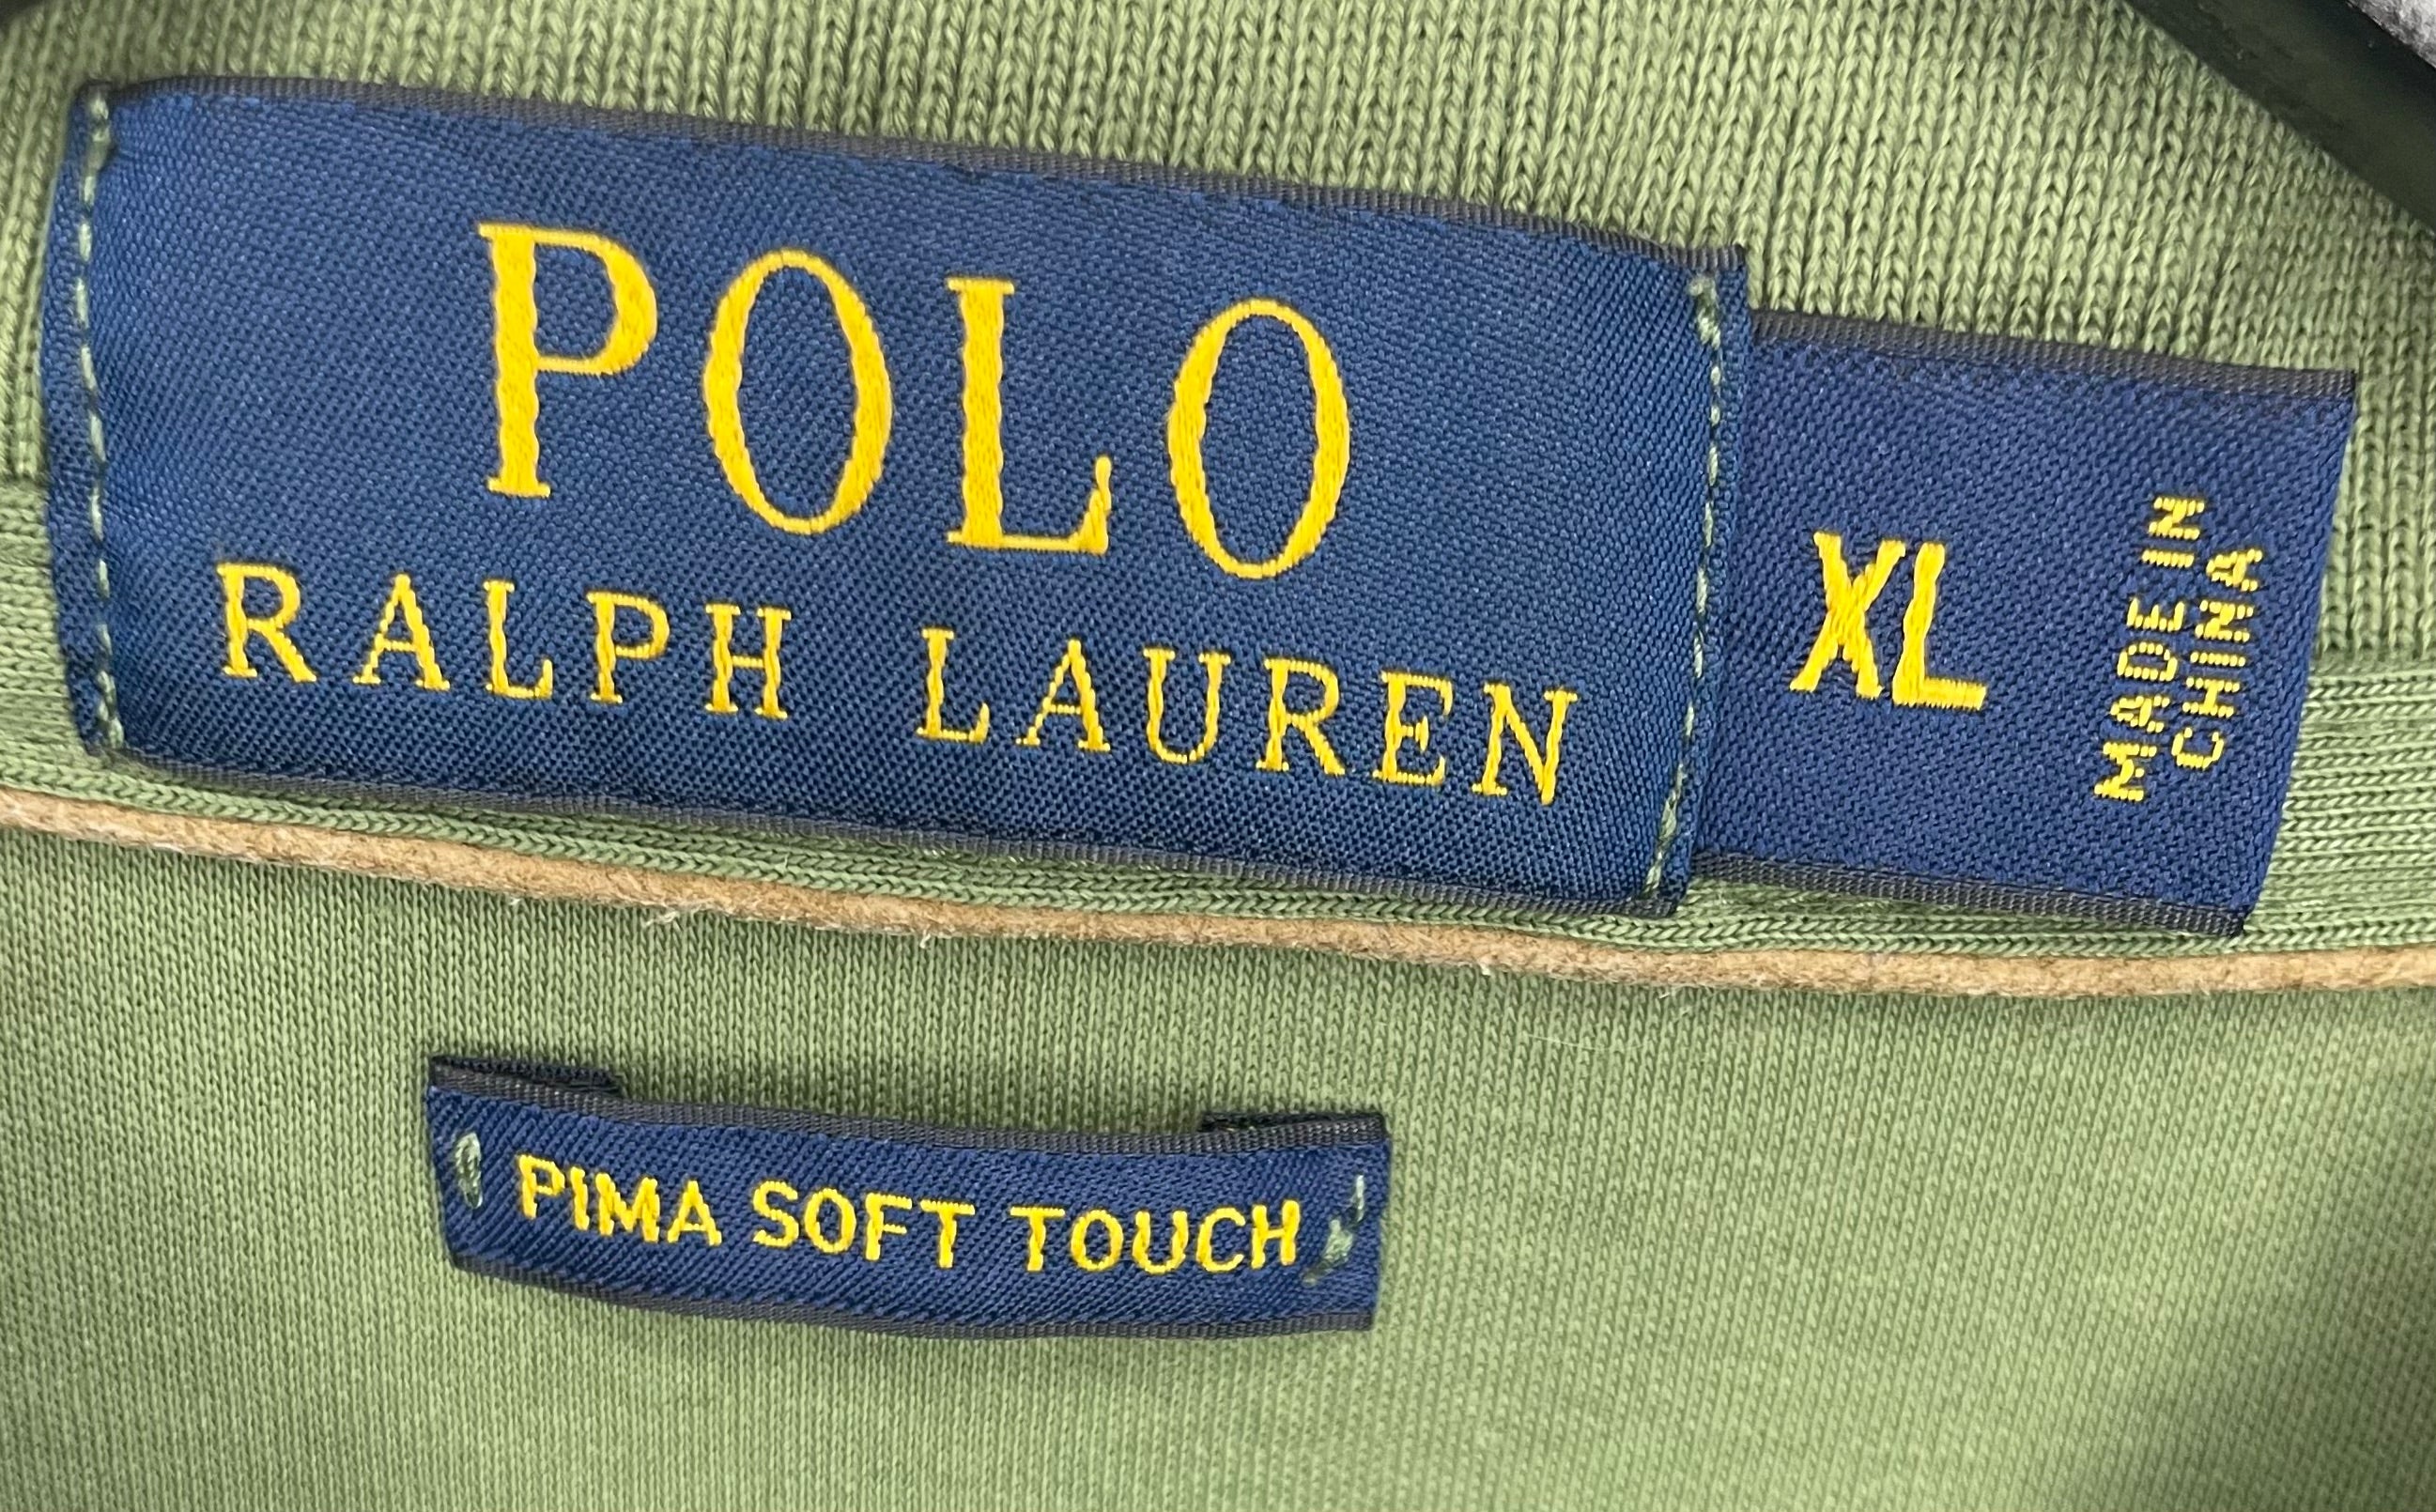 POLO
RALPH LAUREN
XL
MADE IN
CHINA
PIMA SOFT TOUCH